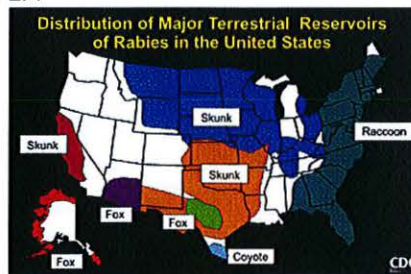 Distribution of Major Terrestrial Reservoirs
of Rabies in the United States
Skunk
Raccoon
Skunk
Skunk
Fox
Fox
Fox
Coyote
CDC